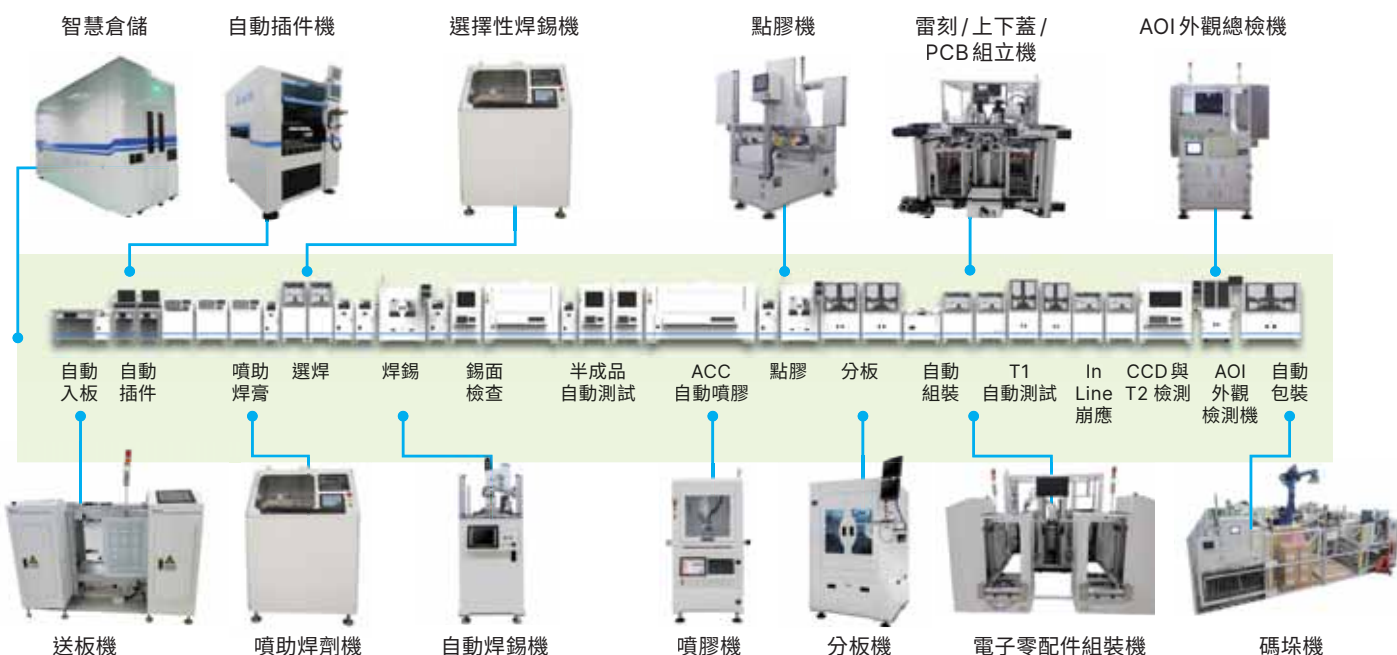 智慧倉儲
自動插件機
選擇性焊錫機
點膠機
雷刻/上下蓋/
PCB組立機
AOI外觀總檢機
自動
入板
自動
插件
噴助
焊膏
選焊
焊錫
錫面
檢查
半成品
自動測試
ACC
自動噴膠
點膠
分板
自動
組裝
T1
自動測試
In
Line
崩應
CCD與
T2 檢測
AOI
外觀
檢測機
自動
包裝
送板機
噴助焊劑機
自動焊錫機
噴膠機
分板機
電子零配件組裝機
碼垛機